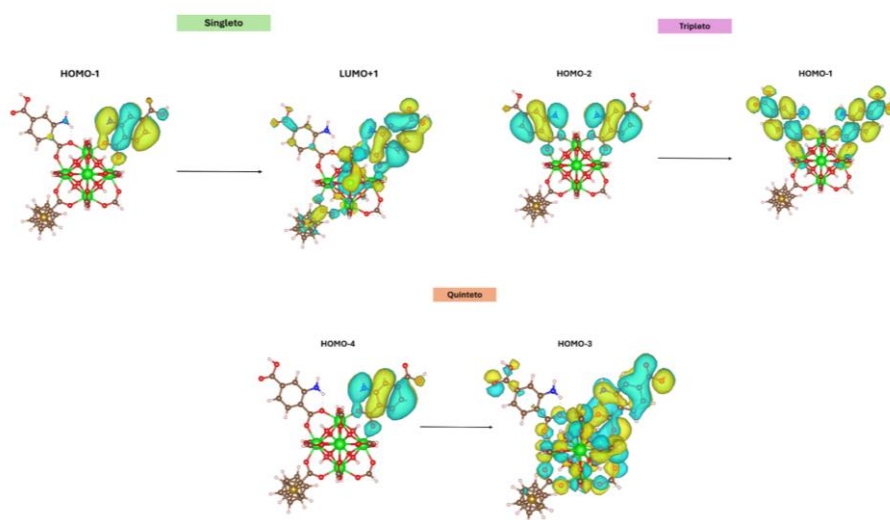 Singleto
Tripleto
HOMO-1
LUMO+1
HOMO-2
HOMO-1
Quinteto
HOMO-4
HOMO-3